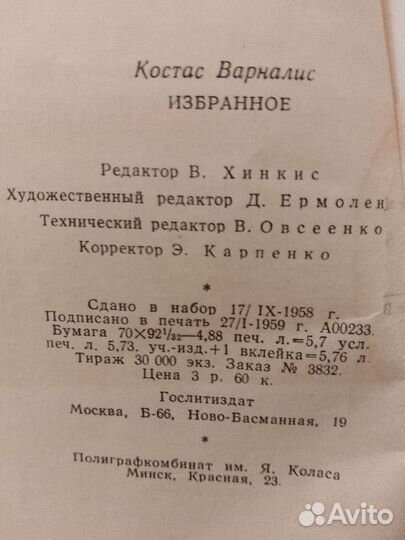 Костас Варналис
ИЗБРАННОЕ
Редактор В. Хинкис
Художественный редактор Д. Ермолен
Технический редактор В. Овсеенко
Корректор Э. Карпенко
*
Сдано в набор 17/IX-1958 г.
Подписано в печать 27/I-1959 г. А00233.
Бумага 70×92¹/₃₂—4,88 печ. л.=5,7 усл.
печ. л. 5,73. уч.-изд.+1 вклейка=5,76 л.
Тираж 30 000 экз. Заказ № 3832.
Цена 3 р. 60 к.
Гослитиздат
Москва, Б-66, Ново-Басманная, 19
*
Полиграфкомбинат им. Я. Коласа
Минск, Красная, 23.
Avito